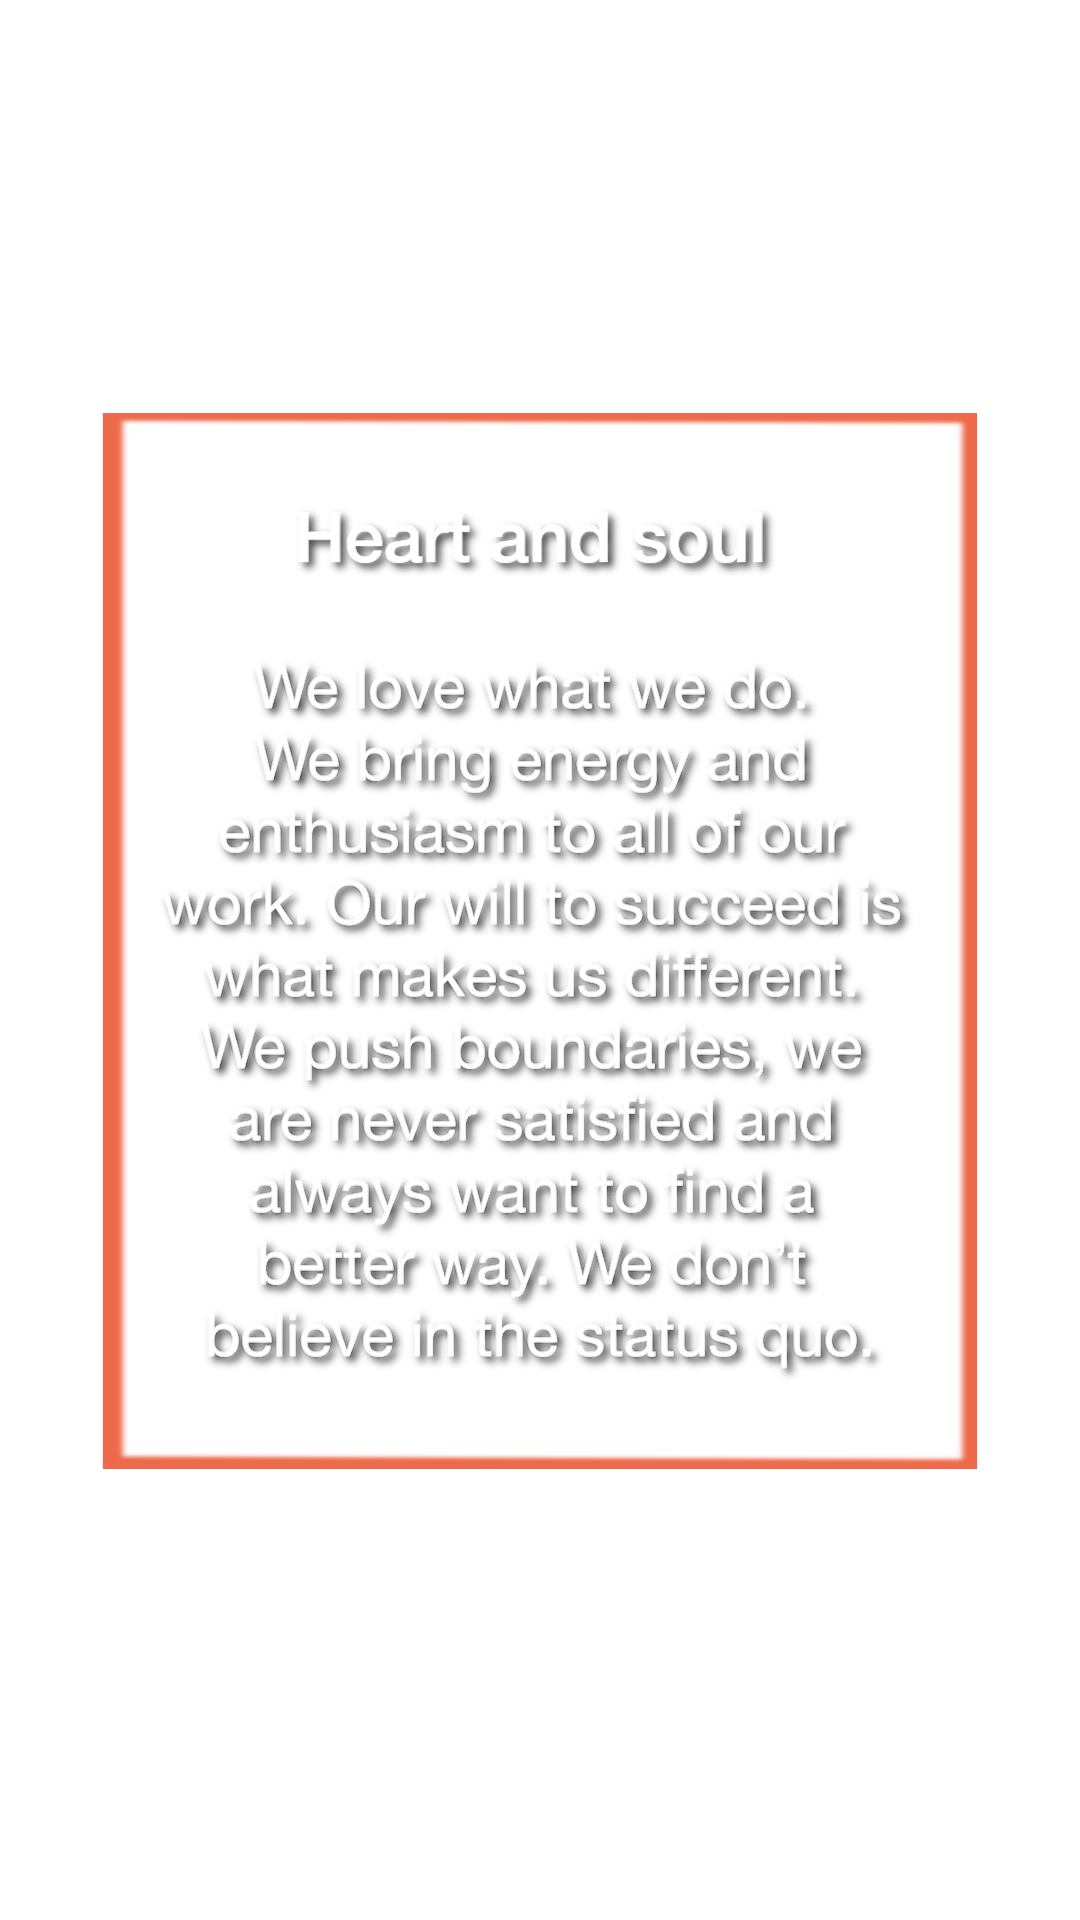 Heart and soul
We love what we do.
We bring energy and
enthusiasm to all of our
work. Our will to succeed is
what makes us different.
We push boundaries, we
are never satisfied and
always want to find a
better way. We don’t
believe in the status quo.